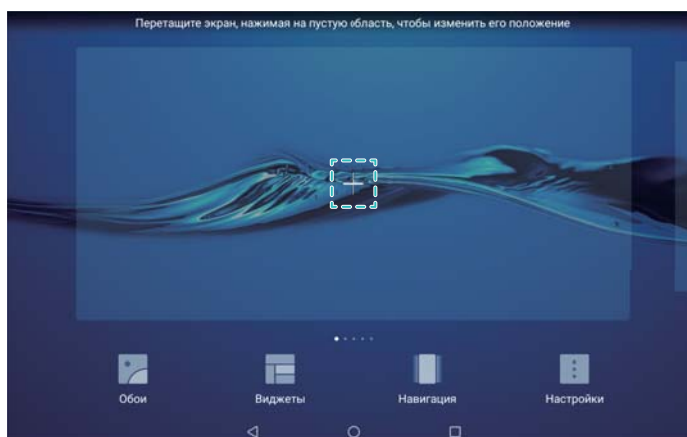 Перетащите экран, нажимая на пустую область, чтобы изменить его положение
Обои Виджеты Навигация Настройки